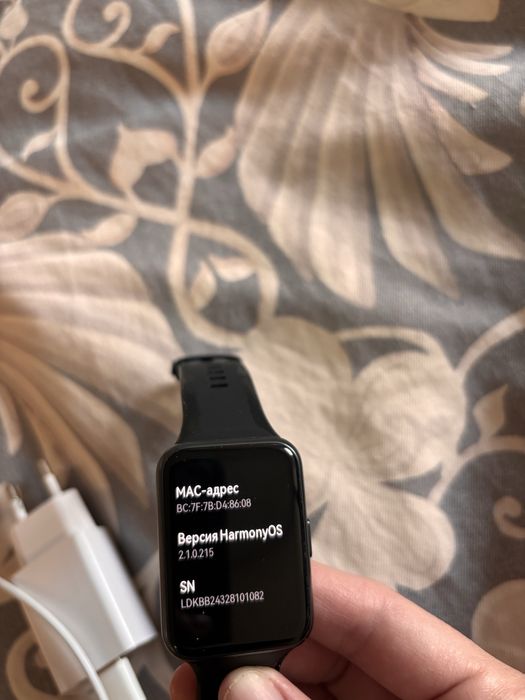 MAC-адрес
BC:7F:7B:D4:86:08
Версия HarmonyOS
2.1.0.215
SN
LDKBB24328101082